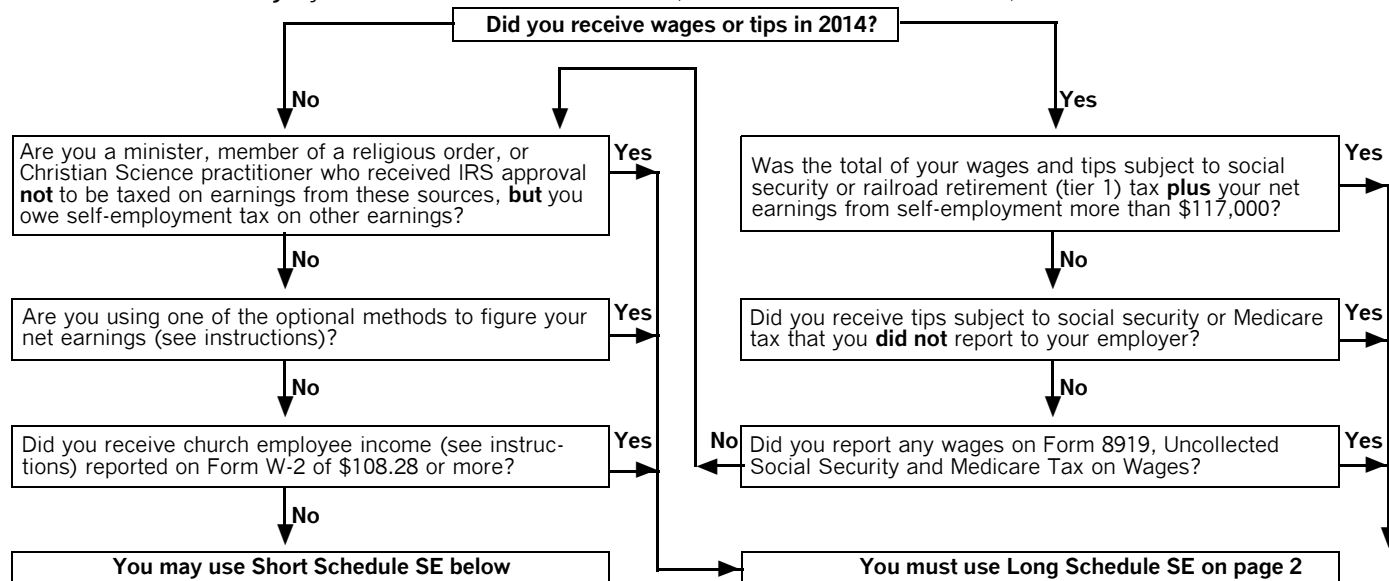 Did you receive wages or tips in 2014?
No
Yes
Are you a minister, member of a religious order, or
Christian Science practitioner who received IRS approval
not to be taxed on earnings from these sources, but you
owe self-employment tax on other earnings?
Yes
No
Are you using one of the optional methods to figure your
net earnings (see instructions)?
Yes
No
Did you receive church employee income (see instruc-
tions) reported on Form W-2 of $108.28 or more?
Yes
No
You may use Short Schedule SE below
Was the total of your wages and tips subject to social
security or railroad retirement (tier 1) tax plus your net
earnings from self-employment more than $117,000?
Yes
No
Did you receive tips subject to social security or Medicare
tax that you did not report to your employer?
Yes
No
No
Did you report any wages on Form 8919, Uncollected
Social Security and Medicare Tax on Wages?
Yes
You must use Long Schedule SE on page 2